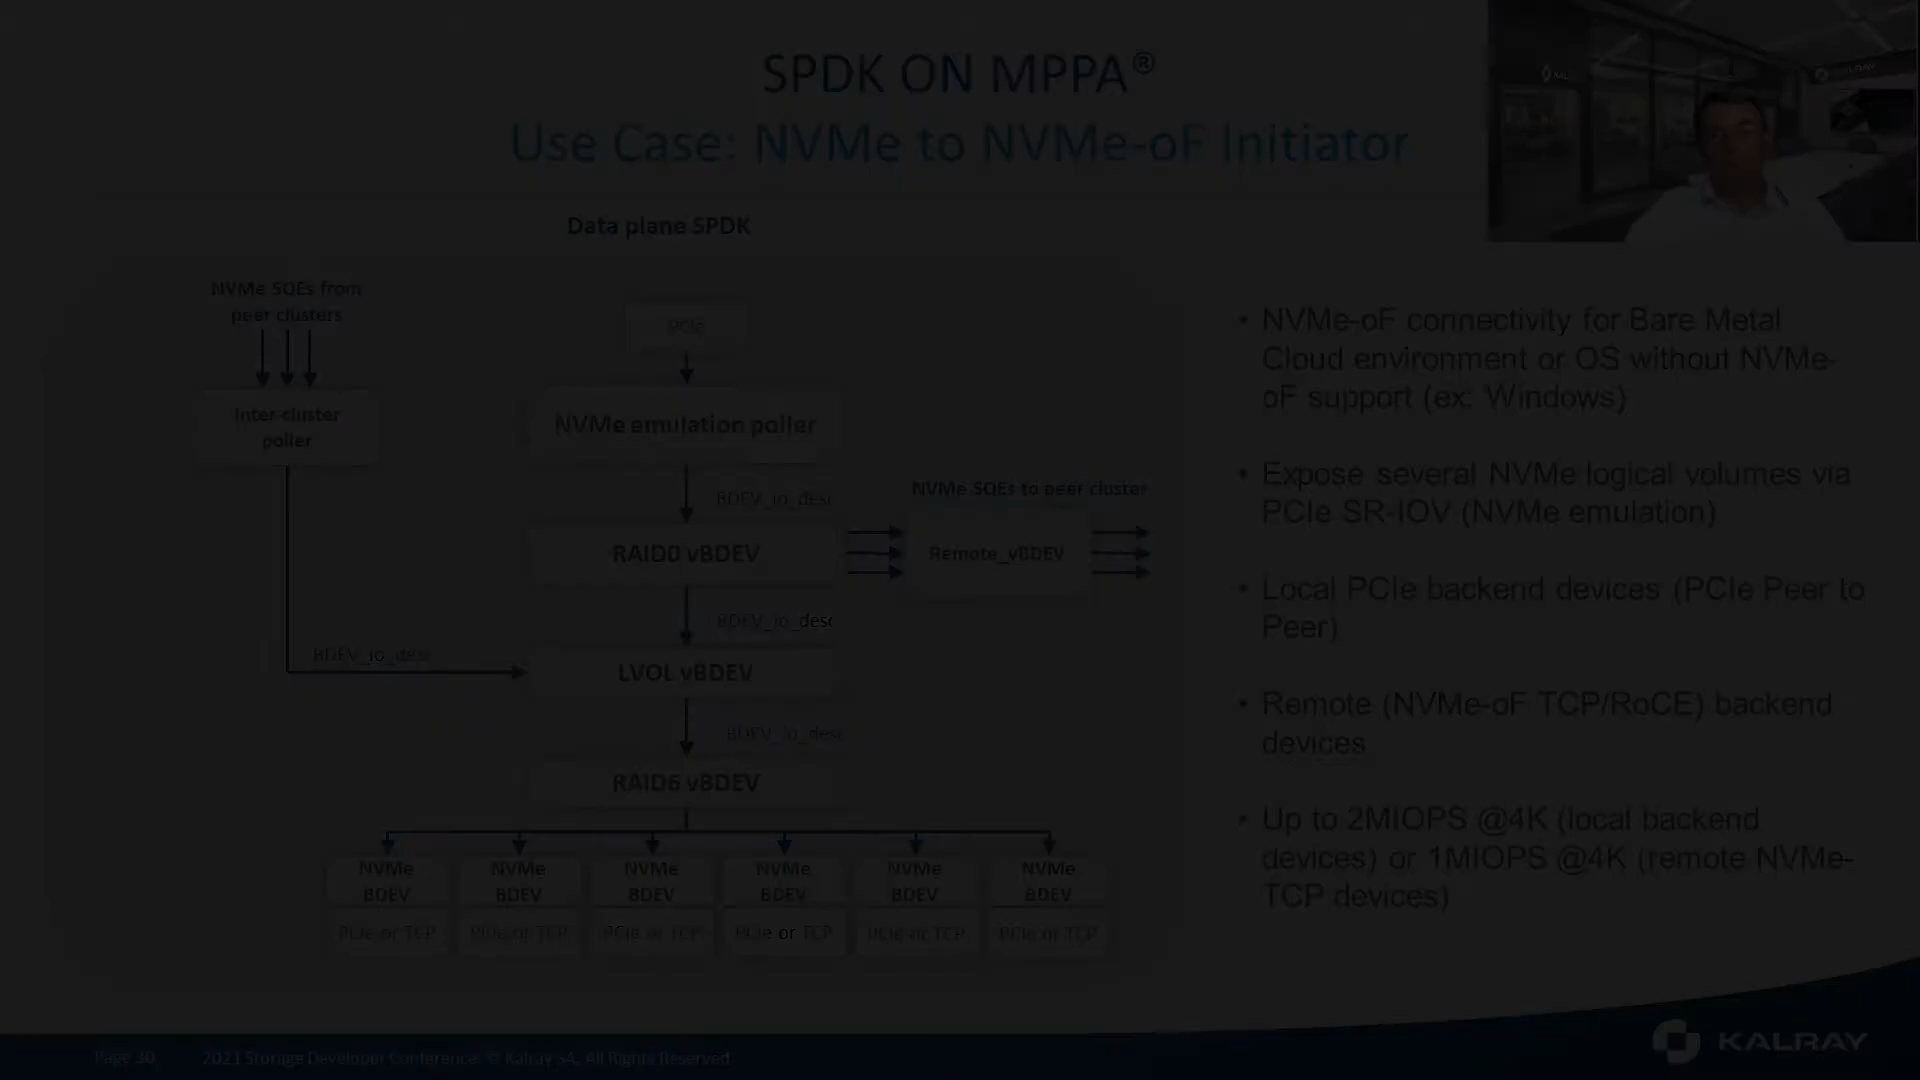 SPDK ON MPPA®
Use Case: NVMe to NVMe-oF Initiator
Data plane SPDK
NVMe SQEs from
peer clusters
PCIe
Inter-cluster
poller
NVMe emulation poller
BDEV_io_desc
NVMe SQEs to peer cluster
RAID0 vBDEV
Remote_vBDEV
BDEV_io_desc
BDEV_io_desc
LVOL vBDEV
BDEV_io_desc
RAID6 vBDEV
NVMe
BDEV
PCIe or TCP
NVMe
BDEV
PCIe or TCP
NVMe
BDEV
PCIe or TCP
NVMe
BDEV
PCIe or TCP
NVMe
BDEV
PCIe or TCP
NVMe
BDEV
PCIe or TCP
• NVMe-oF connectivity for Bare Metal
Cloud environment or OS without NVMe-
oF support (ex: Windows)
• Expose several NVMe logical volumes via
PCIe SR-IOV (NVMe emulation)
• Local PCIe backend devices (PCIe Peer to
Peer)
• Remote (NVMe-oF TCP/RoCE) backend
devices
• Up to 2MIOPS @4K (local backend
devices) or 1MIOPS @4K (remote NVMe-
TCP devices)
Page 30
2021 Storage Developer Conference. © Kalray SA. All Rights Reserved
KALRAY